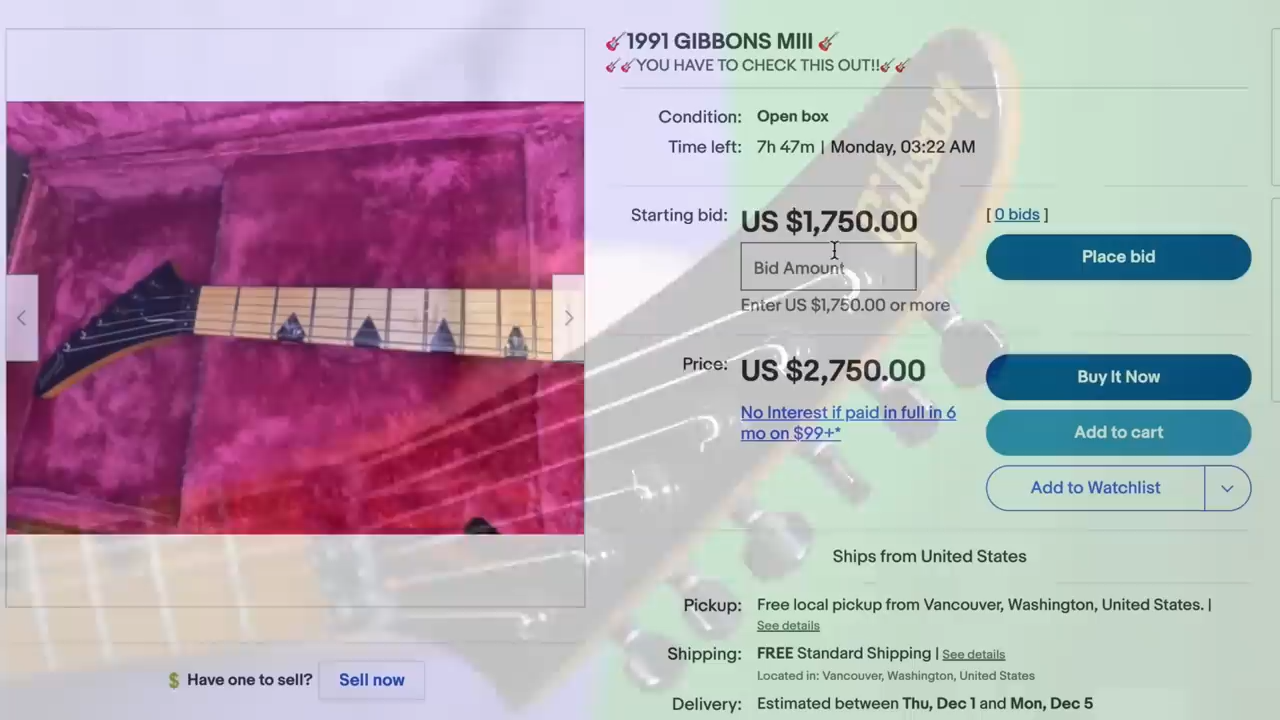 🎸1991 GIBBONS MIII 🎸
🎸🎸YOU HAVE TO CHECK THIS OUT!!🎸🎸
Condition: Open box
Time left: 7h 47m | Monday, 03:22 AM
Starting bid: US $1,750.00 [ 0 bids ]
Bid Amount
Place bid
Enter US $1,750.00 or more
Price: US $2,750.00
Buy It Now
No Interest if paid in full in 6
mo on $99+*
Add to cart
Add to Watchlist
Ships from United States
Pickup: Free local pickup from Vancouver, Washington, United States. |
See details
Shipping: FREE Standard Shipping | See details
Located in: Vancouver, Washington, United States
Delivery: Estimated between Thu, Dec 1 and Mon, Dec 5
💲 Have one to sell? Sell now
Gibson